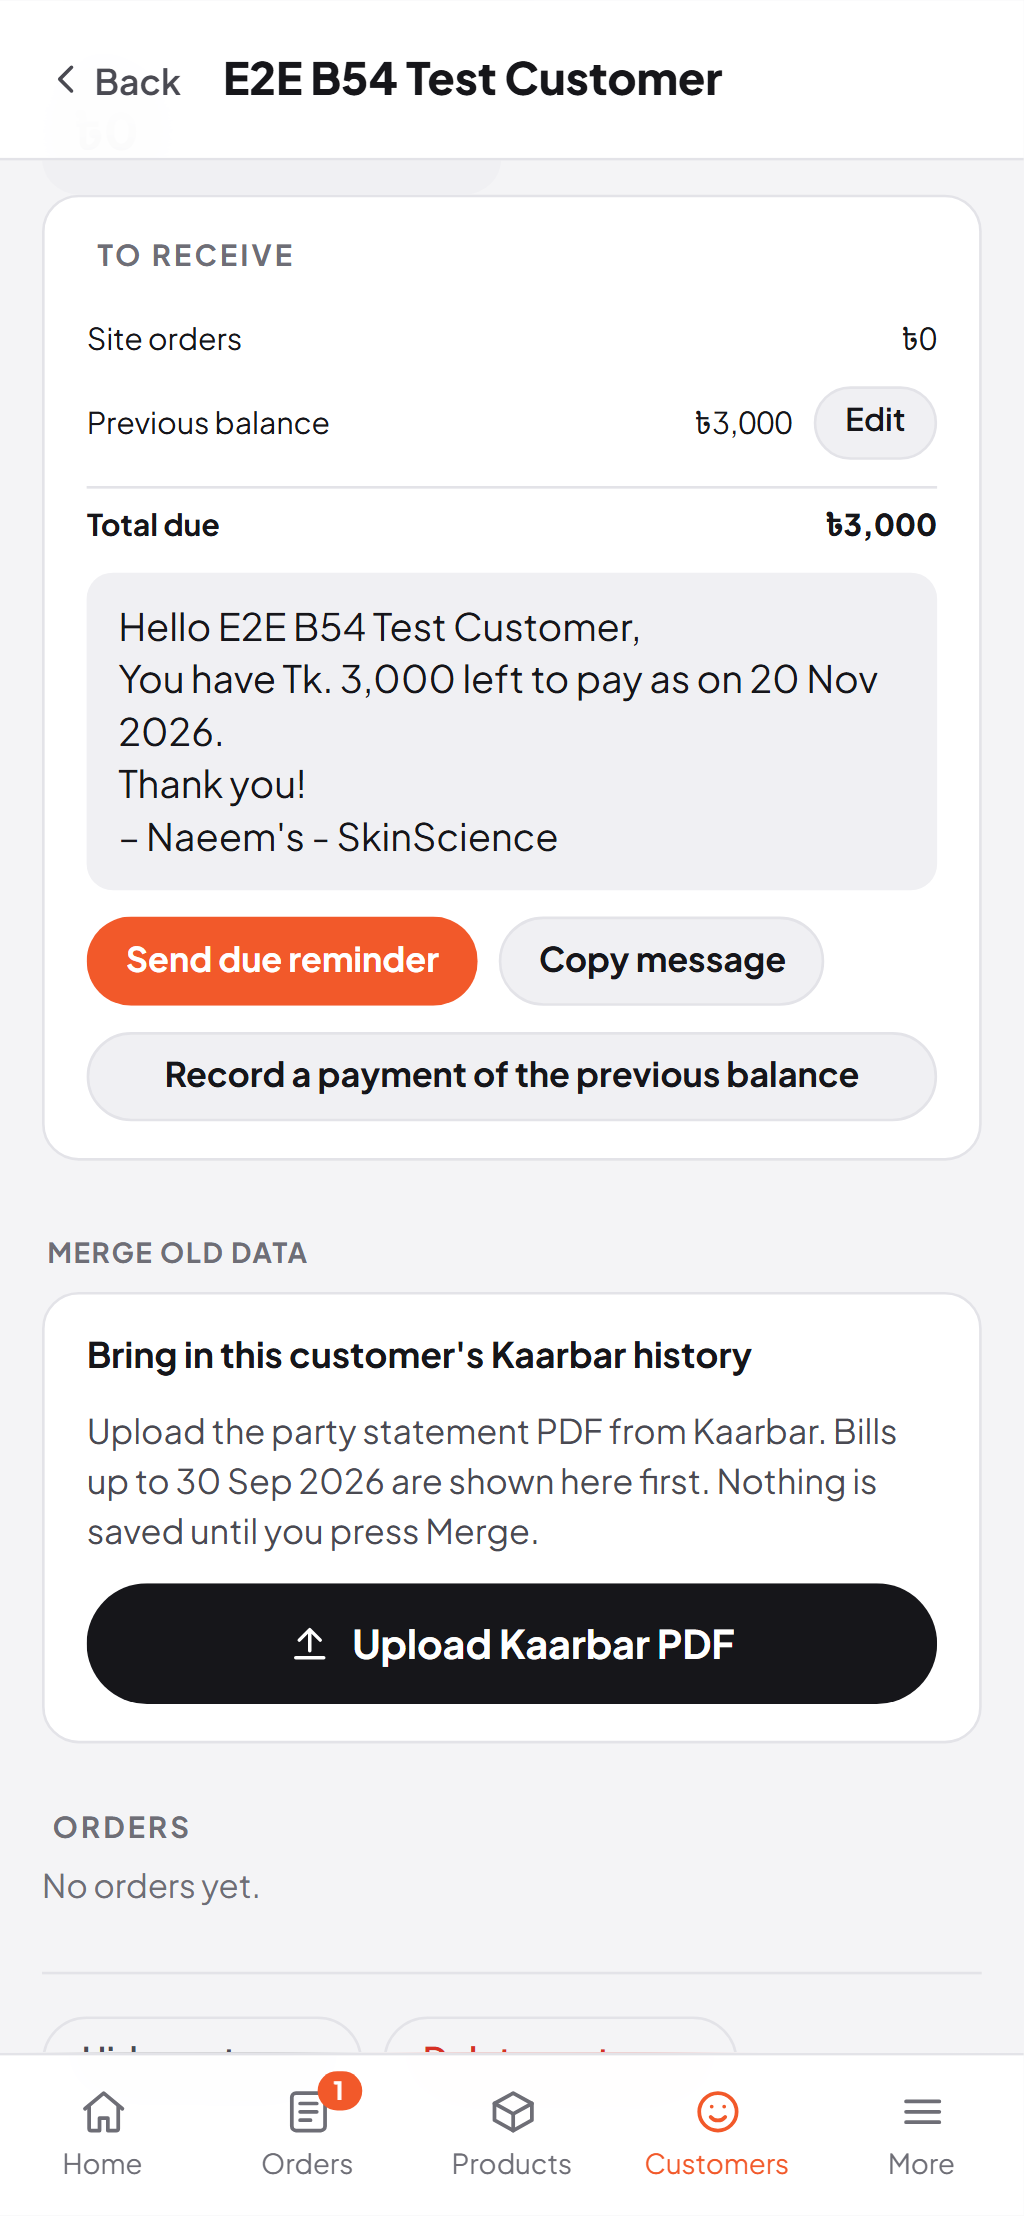 Back
E2E B54 Test Customer
TO RECEIVE
Site orders
৳0
Previous balance
৳3,000
Edit
Total due
৳3,000
Hello E2E B54 Test Customer,
You have Tk. 3,000 left to pay as on 20 Nov
2026.
Thank you!
– Naeem's - SkinScience
Send due reminder
Copy message
Record a payment of the previous balance
MERGE OLD DATA
Bring in this customer's Kaarbar history
Upload the party statement PDF from Kaarbar. Bills
up to 30 Sep 2026 are shown here first. Nothing is
saved until you press Merge.
Upload Kaarbar PDF
ORDERS
No orders yet.
1
Home
Orders
Products
Customers
More